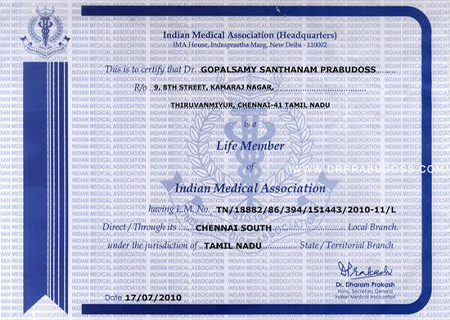 Indian Medical Association (Headquarters)
IMA House, Indraprastha Marg, New Delhi - 110002
This is to certify that Dr. GOPALSAMY SANTHANAM PRABUDOSS
R/o 9, 8TH STREET, KAMARAJ NAGAR,
THIRUVANMIYUR, CHENNAI-41 TAMIL NADU
is a
Life Member
WWW.DRPRABUDOSS.COM
of
Indian Medical Association
having L.M. No. TN/18882/86/394/151443/2010-11/L
Direct / Through its CHENNAI SOUTH Local Branch.
under the jurisdiction of TAMIL NADU State / Territorial Branch
Dr. Dharam Prakash
Hony. Secretary General
Indian Medical Association
Date 17/07/2010